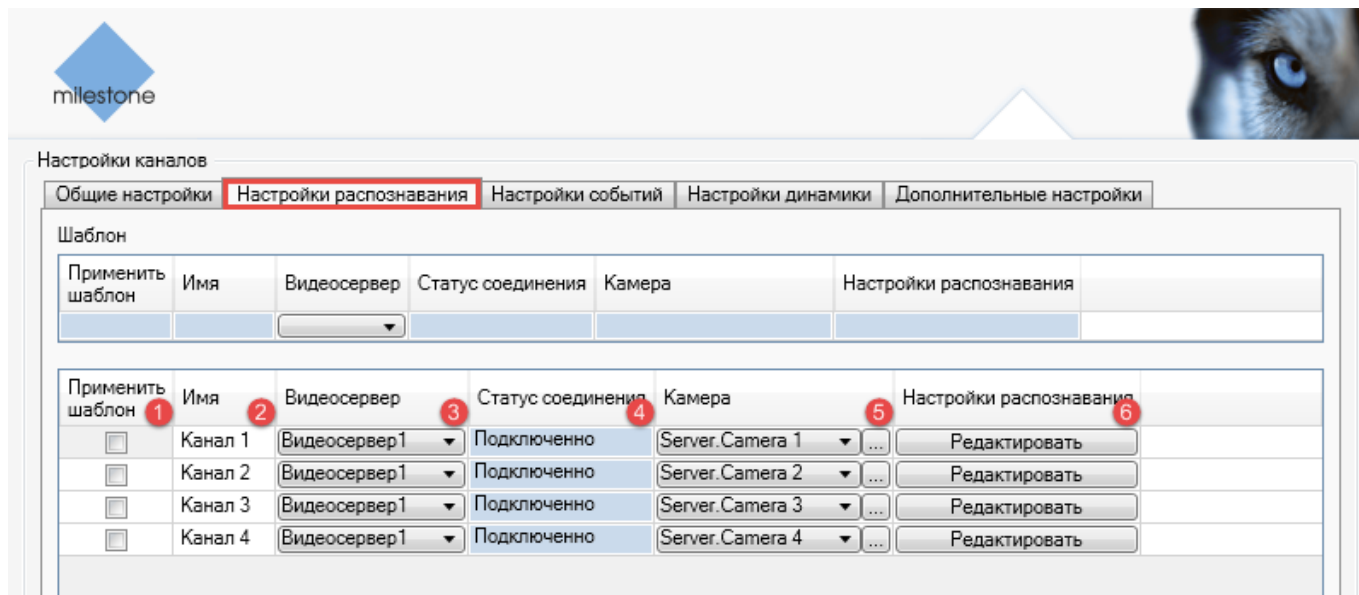 milestone
Настройки каналов
Общие настройки Настройки распознавания Настройки событий Настройки динамики Дополнительные настройки
Шаблон
Применить шаблон Имя Видеосервер Статус соединения Камера Настройки распознавания
Применить шаблон 1 Имя 2 Видеосервер 3 Статус соединения 4 Камера 5 Настройки распознавания 6
Канал 1 Видеосервер1 Подключенно Server.Camera 1 ... Редактировать
Канал 2 Видеосервер1 Подключенно Server.Camera 2 ... Редактировать
Канал 3 Видеосервер1 Подключенно Server.Camera 3 ... Редактировать
Канал 4 Видеосервер1 Подключенно Server.Camera 4 ... Редактировать